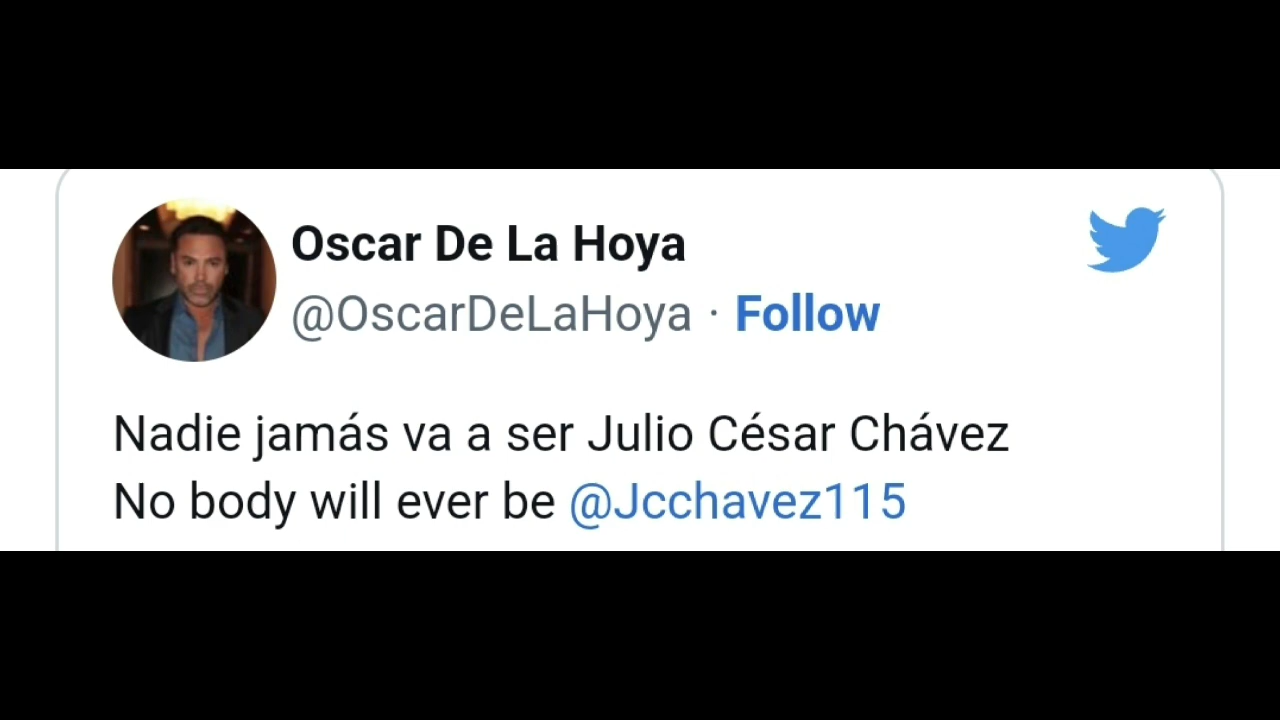 Oscar De La Hoya
@OscarDeLaHoya · Follow
Nadie jamás va a ser Julio César Chávez
No body will ever be @Jcchavez115